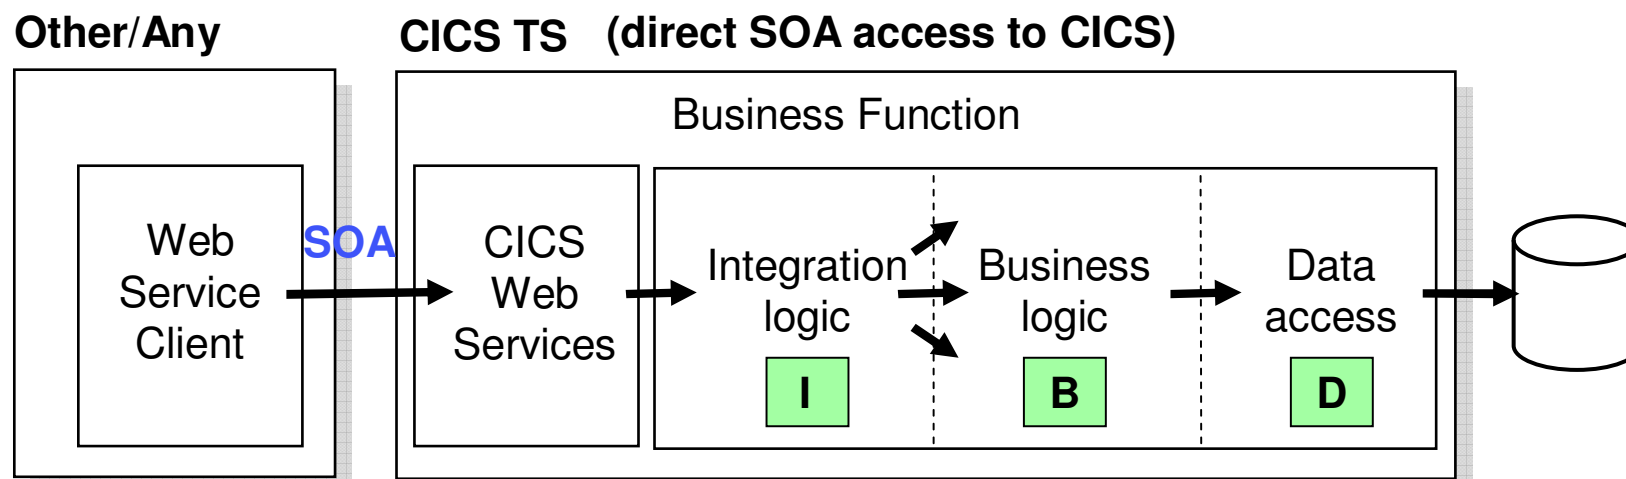 Other/Any
CICS TS (direct SOA access to CICS)
Business Function
Web
Service
Client
SOA
CICS
Web
Services
Integration
logic
I
Business
logic
B
Data
access
D